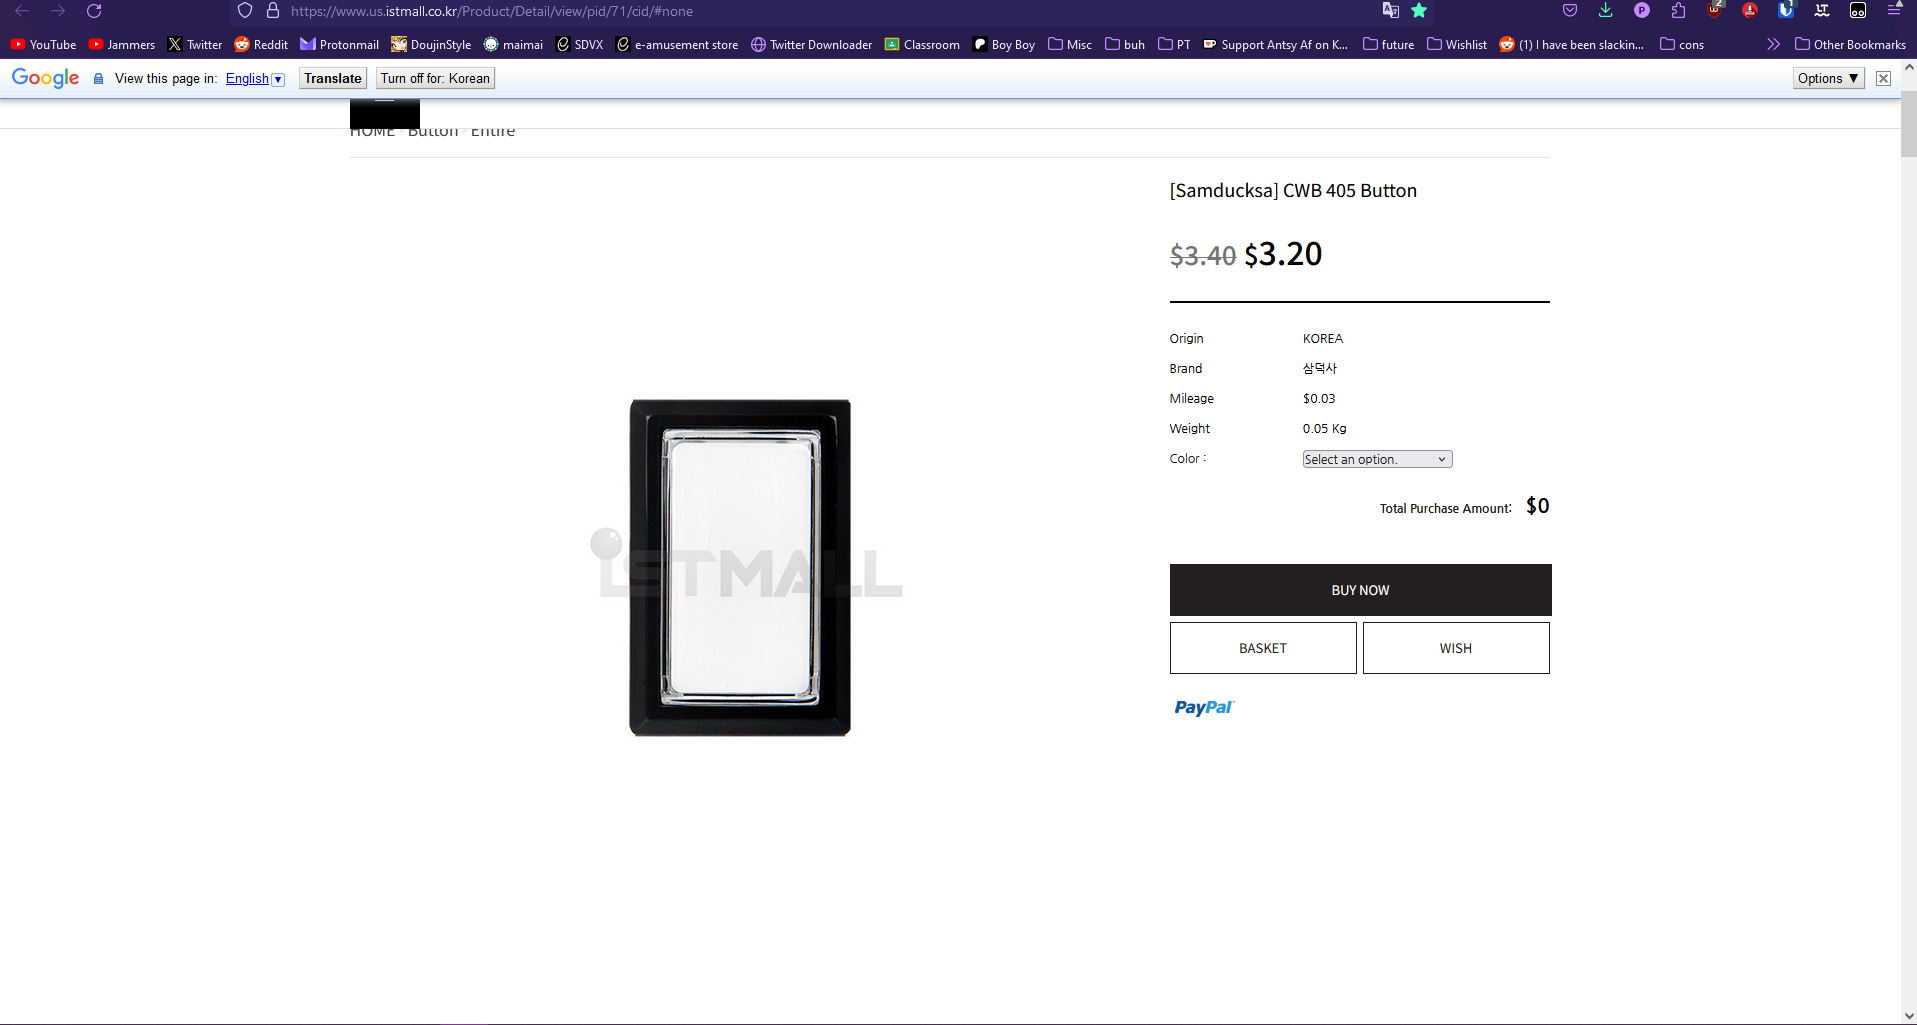 https://www.us.istmall.co.kr/Product/Detail/view/pid/71/cid/#none
YouTube Jammers Twitter Reddit Protonmail DoujinStyle maimai SDVX e-amusement store Twitter Downloader Classroom Boy Boy Misc buh PT Support Antsy Af on K... future Wishlist (1) I have been slackin... cons Other Bookmarks
Google View this page in: English Translate Turn off for: Korean Options
HOME Button Entire
[Samducksa] CWB 405 Button
$3.40 $3.20
Origin KOREA
Brand 삼덕사
Mileage $0.03
Weight 0.05 Kg
Color : Select an option.
Total Purchase Amount: $0
iSTMALL
BUY NOW
BASKET WISH
PayPal